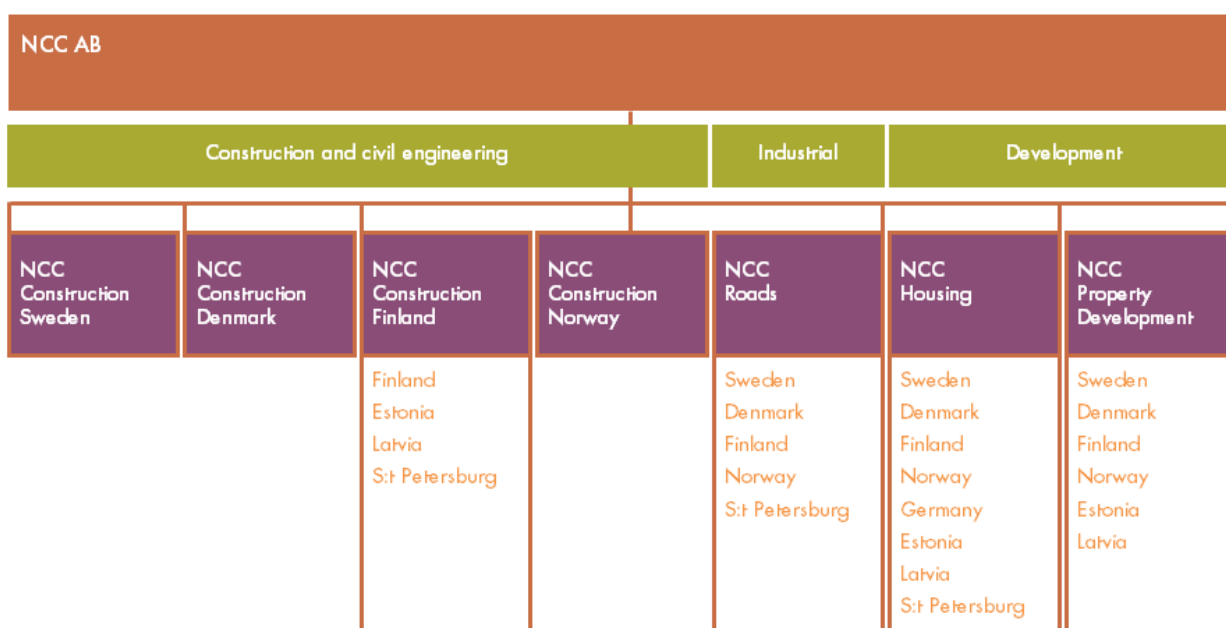 NCC AB
Construction and civil engineering
Industrial
Development
NCC
Construction
Sweden
NCC
Construction
Denmark
NCC
Construction
Finland
NCC
Construction
Norway
NCC
Roads
NCC
Housing
NCC
Property
Development
Finland
Estonia
Latvia
S:t Petersburg
Sweden
Denmark
Finland
Norway
S:t Petersburg
Sweden
Denmark
Finland
Norway
Germany
Estonia
Latvia
S:t Petersburg
Sweden
Denmark
Finland
Norway
Estonia
Latvia